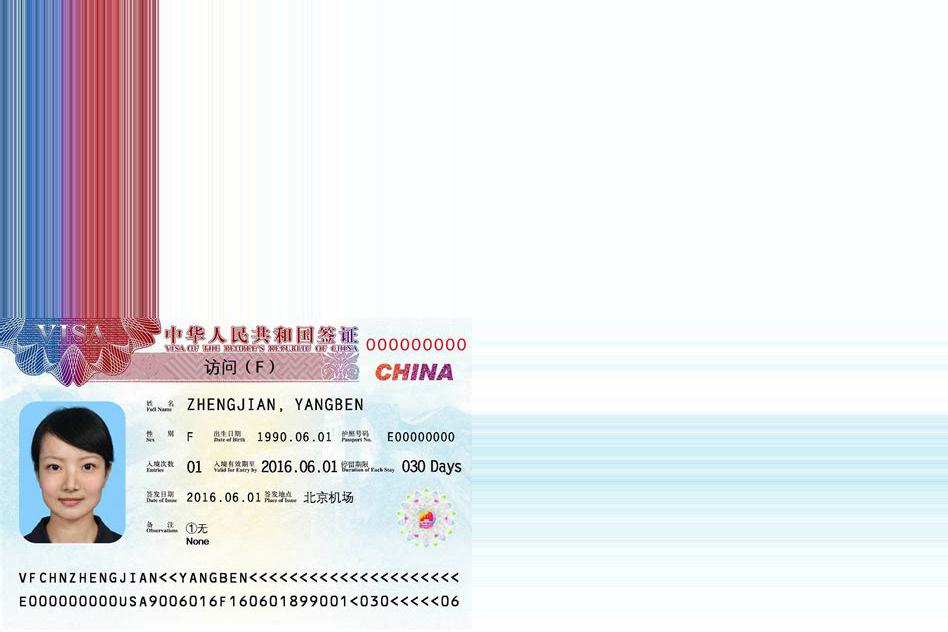 VISA 中华人民共和国签证
VISA OF THE PEOPLE'S REPUBLIC OF CHINA 000000000
访问（F） CHINA
姓 名 ZHENGJIAN, YANGBEN
Full Name
性 别 F 出生日期 1990.06.01 护照号码 E00000000
Sex Date of Birth Passport No.
入境次数 01 入境有效期至 2016.06.01 停留期限 030 Days
Entries Valid for Entry by Duration of Each Stay
签发日期 2016.06.01 签发地点 北京机场
Date of Issue Place of Issue
备 注 ①无
Observations None
VFCHNZHENGJIAN<<YANGBEN<<<<<<<<<<<<<<<<<<<<<
E000000000USA9006016F160601899001<030<<<<<06